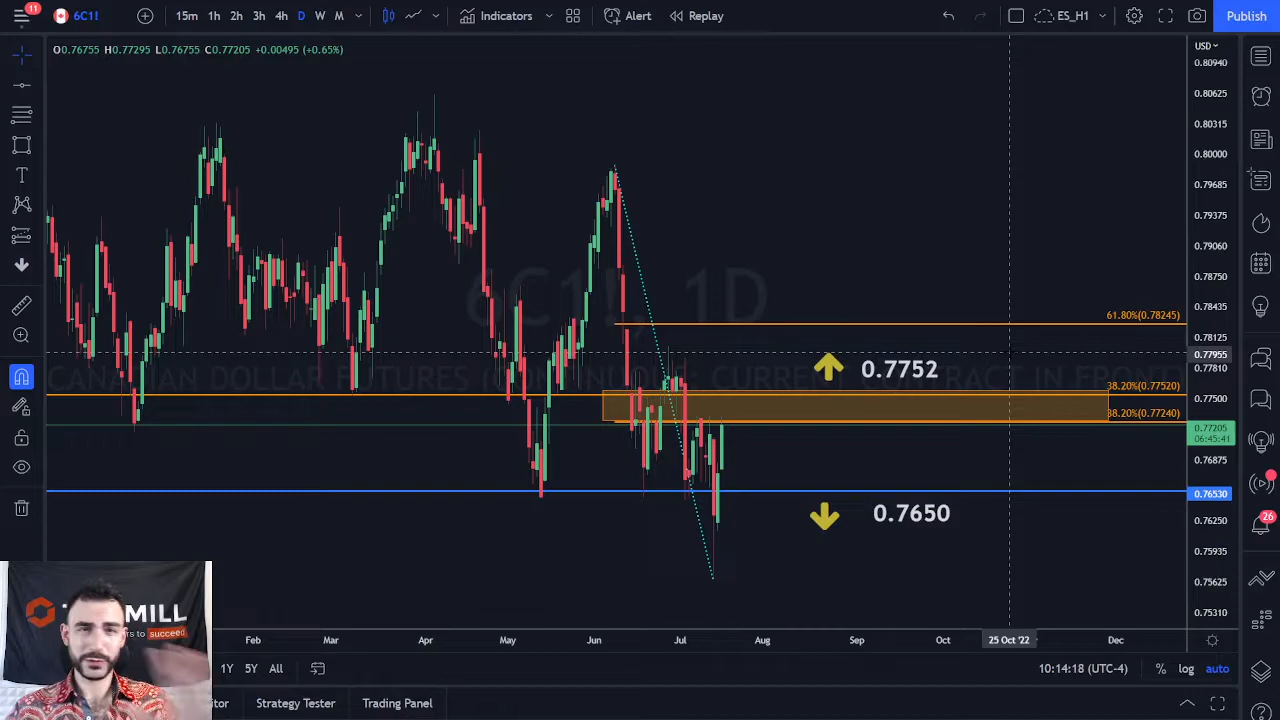 11
6C1!
15m 1h 2h 3h 4h D W M
Indicators
Alert
Replay
ES_H1
Publish
O0.76755 H0.77295 L0.76755 C0.77205 +0.00495 (+0.65%)
USD
0.80940
0.80625
0.80315
0.80000
0.79685
0.79375
0.79060
0.78750
6C1!, 1D
0.78435
61.80%(0.78245)
0.78125
0.77955
0.7752
0.77810
CANADIAN DOLLAR FUTURES (CONTINUOUS: CURRENT CONTRACT IN FRONT)
38.20%(0.77520)
0.77500
38.20%(0.77240)
0.77205
06:45:41
0.76875
0.76530
0.7650
0.76250
26
0.75935
0.75625
0.75310
MILL
rs to succeed
Feb Mar Apr May Jun Jul Aug Sep Oct 25 Oct '22 Dec
1Y 5Y All
10:14:18 (UTC-4)
% log auto
tor
Strategy Tester
Trading Panel